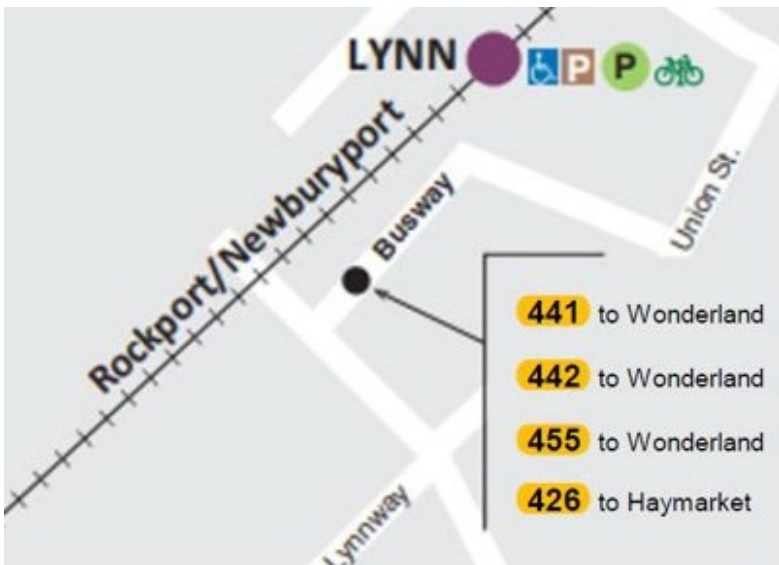 LYNN
P P
Rockport/Newburyport
Busway
Union St.
441 to Wonderland
442 to Wonderland
455 to Wonderland
426 to Haymarket
Lynnway